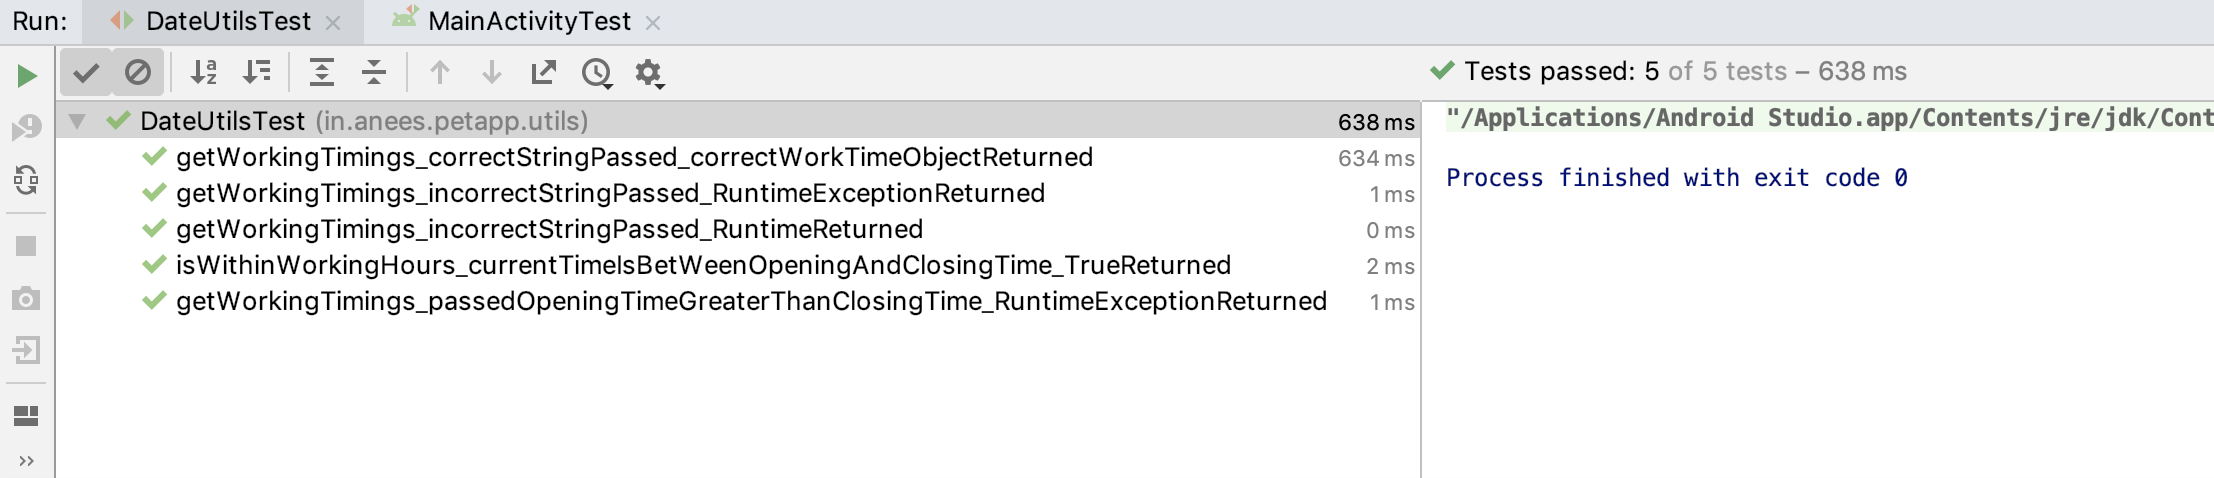 Run: DateUtilsTest MainActivityTest
Tests passed: 5 of 5 tests – 638 ms
DateUtilsTest (in.anees.petapp.utils) 638 ms
getWorkingTimings_correctStringPassed_correctWorkTimeObjectReturned 634 ms
getWorkingTimings_incorrectStringPassed_RuntimeExceptionReturned 1 ms
getWorkingTimings_incorrectStringPassed_RuntimeReturned 0 ms
isWithinWorkingHours_currentTimeIsBetWeenOpeningAndClosingTime_TrueReturned 2 ms
getWorkingTimings_passedOpeningTimeGreaterThanClosingTime_RuntimeExceptionReturned 1 ms
"/Applications/Android Studio.app/Contents/jre/jdk/Cont
Process finished with exit code 0